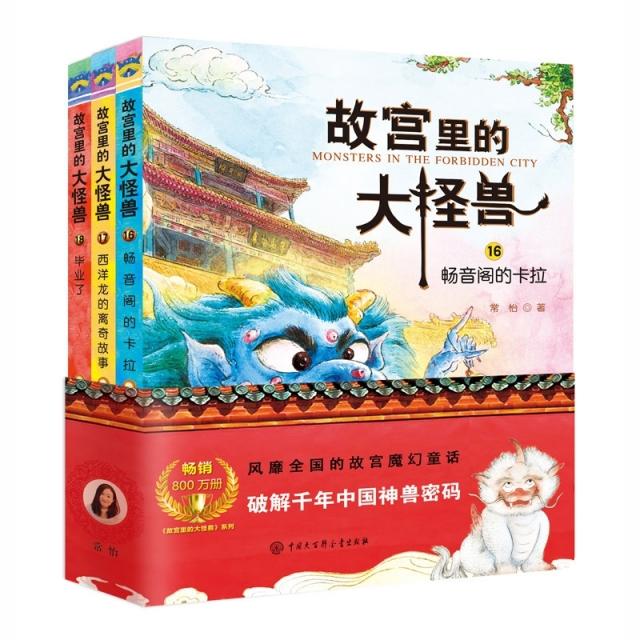 故宫里的
大怪兽
18
毕业了
故宫里的
大怪兽
17
西洋龙的离奇故事
故宫里的
大怪兽
16
畅音阁的卡拉
故宫里的
MONSTERS IN THE FORBIDDEN CITY
大怪兽
16
畅音阁的卡拉
常 怡 ◎ 著
畅销
800万册
《故宫里的大怪兽》系列
风靡全国的故宫魔幻童话
破解千年中国神兽密码
中国大百科全书出版社
常怡